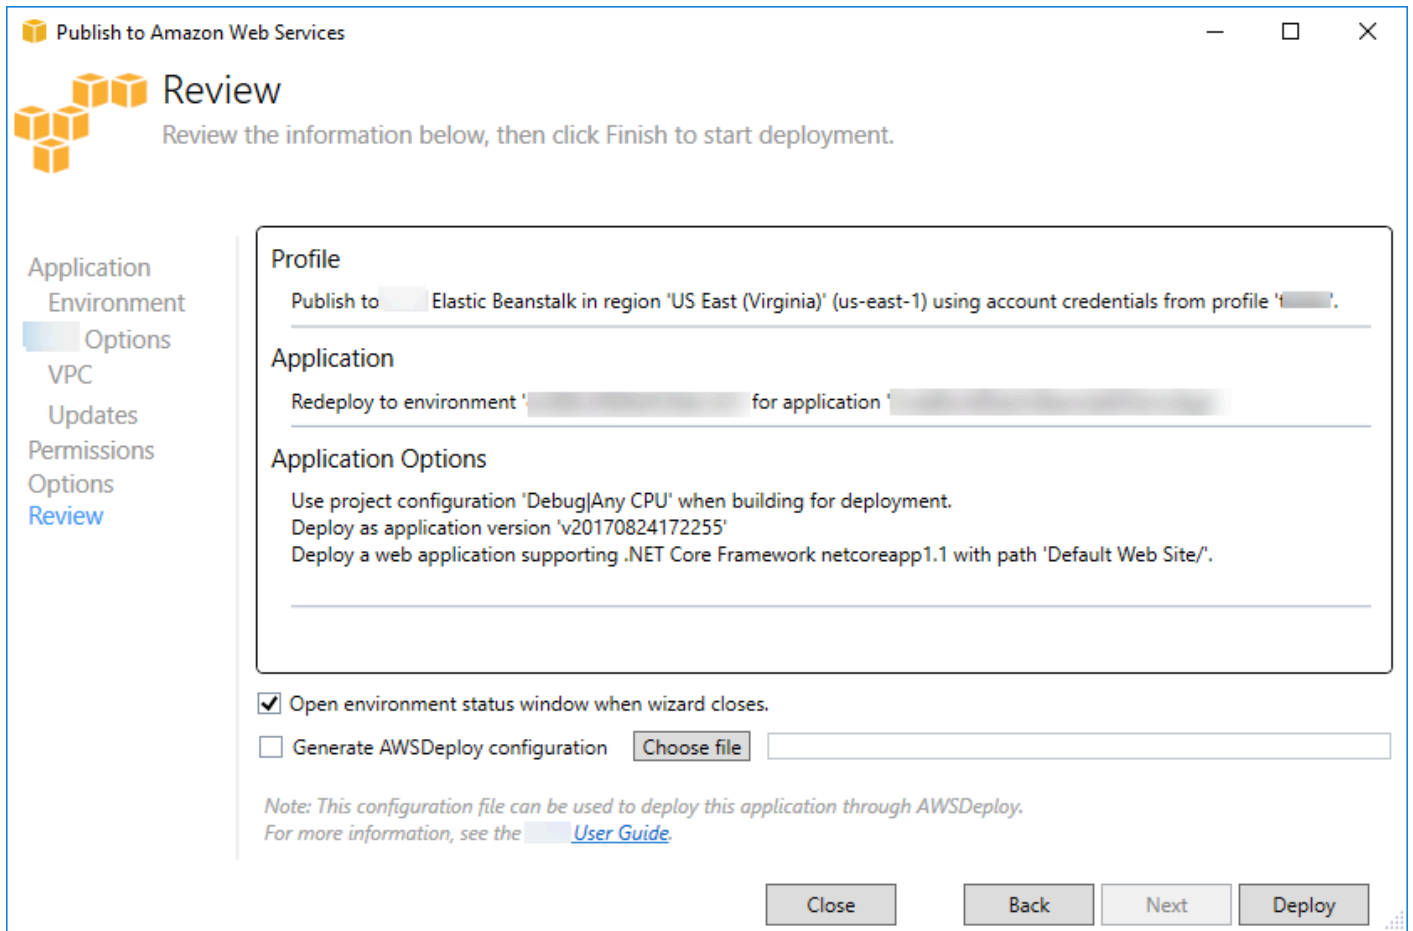 Publish to Amazon Web Services
Review
Review the information below, then click Finish to start deployment.
Application
Environment
Options
VPC
Updates
Permissions
Options
Review
Profile
Publish to Elastic Beanstalk in region 'US East (Virginia)' (us-east-1) using account credentials from profile '
Application
Redeploy to environment ' for application '
Application Options
Use project configuration 'Debug|Any CPU' when building for deployment.
Deploy as application version 'v20170824172255'
Deploy a web application supporting .NET Core Framework netcoreapp1.1 with path 'Default Web Site/'.
Open environment status window when wizard closes.
Generate AWSDeploy configuration Choose file
Note: This configuration file can be used to deploy this application through AWSDeploy.
For more information, see the User Guide.
Close Back Next Deploy